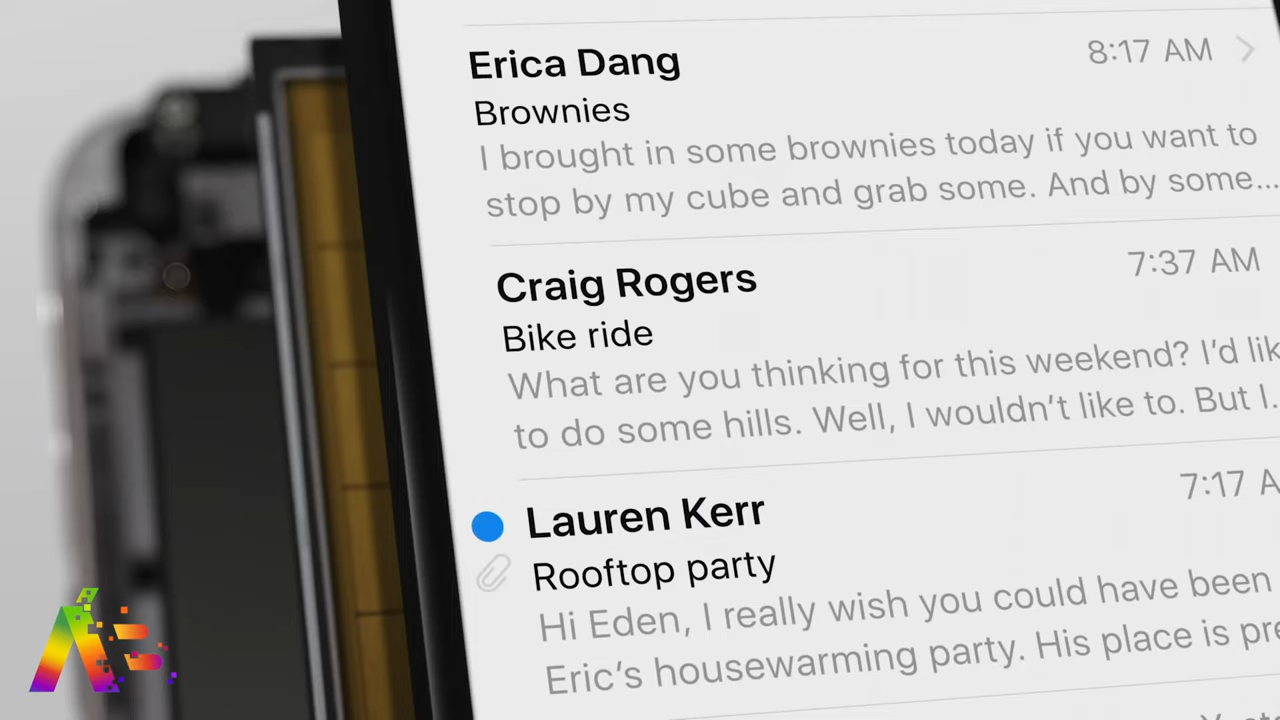 Erica Dang
8:17 AM
Brownies
I brought in some brownies today if you want to
stop by my cube and grab some. And by some...
Craig Rogers
7:37 AM
Bike ride
What are you thinking for this weekend? I'd lik
to do some hills. Well, I wouldn't like to. But I.
Lauren Kerr
7:17 A
Rooftop party
Hi Eden, I really wish you could have been
Eric's housewarming party. His place is pre